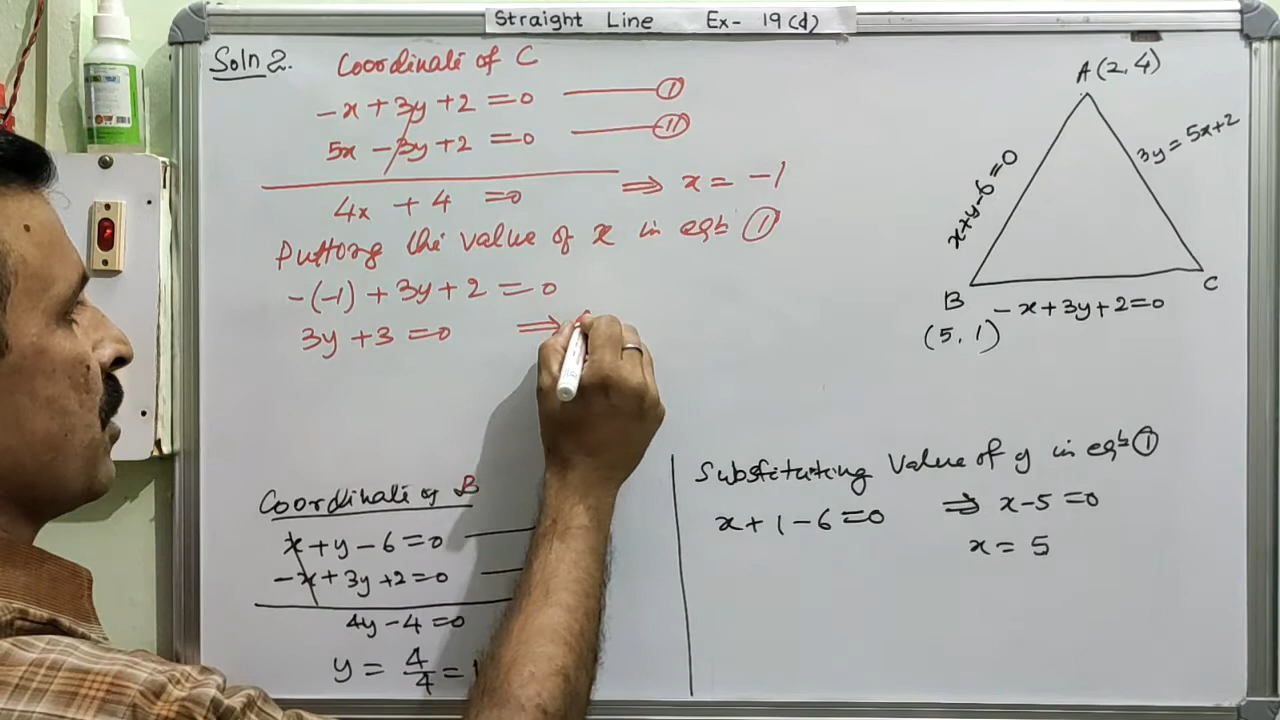 Straight Line Ex- 19(d)
Soln 2. Coordinate of C
-x + 3y + 2 = 0 (I)
5x - 3y + 2 = 0 (II)
4x + 4 = 0 ⇒ x = -1
Putting the value of x in eqn (I)
-(-1) + 3y + 2 = 0
3y + 3 = 0 ⇒
Coordinate of B
x + y - 6 = 0
-x + 3y + 2 = 0
4y - 4 = 0
y = 4/4 = 1
A (2, 4)
x+y-6=0
3y = 5x+2
B
C
-x+3y+2=0
(5, 1)
Substituting Value of y in eqn (I)
x + 1 - 6 = 0 ⇒ x - 5 = 0
x = 5